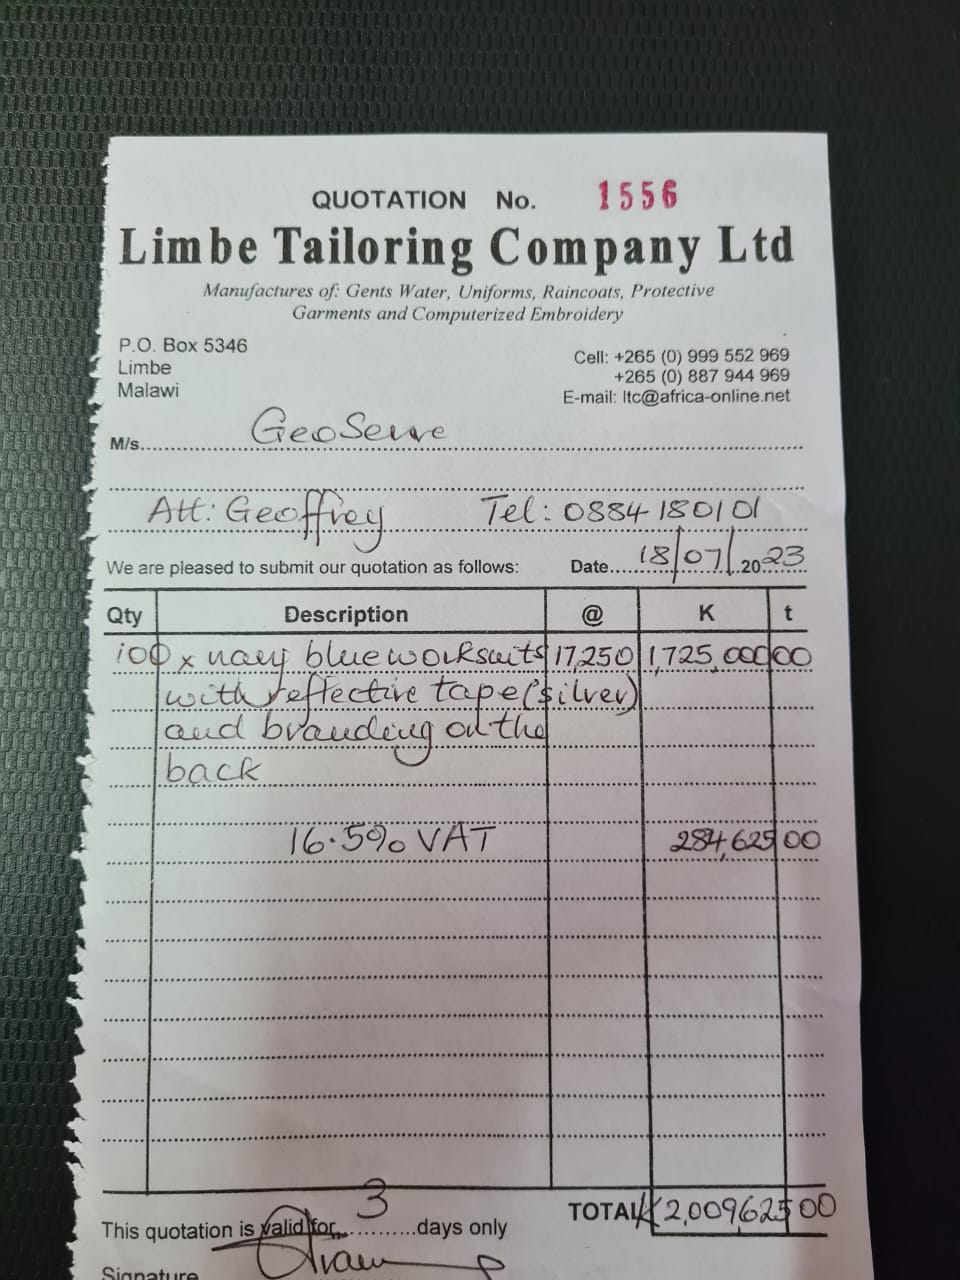 QUOTATION No. 1556
Limbe Tailoring Company Ltd
Manufactures of: Gents Water, Uniforms, Raincoats, Protective
Garments and Computerized Embroidery
P.O. Box 5346
Limbe
Malawi
Cell: +265 (0) 999 552 969
+265 (0) 887 944 969
E-mail: ltc@africa-online.net
M/s. GeoServe
Att: Geoffrey Tel: 0884 180101
We are pleased to submit our quotation as follows: Date 18/07/2023
Qty Description @ K t
100 x navy blue worksuits 17,250 1,725,000 00
with reflective tape (silver)
and branding on the
back
16.5% VAT 284,625 00
TOTAL K 2,009,625 00
This quotation is valid for 3 days only
Signature